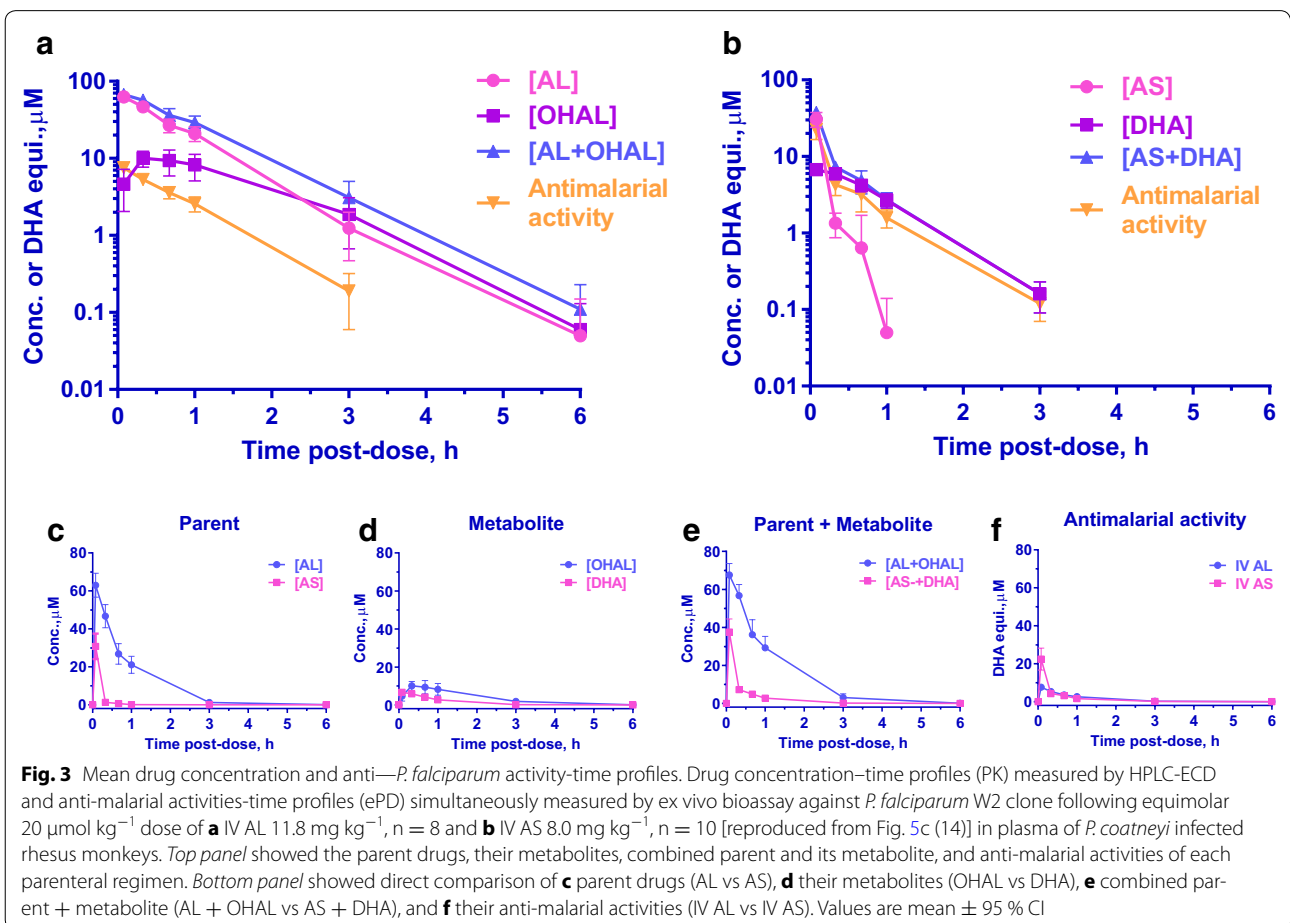 a
100
10
1
0.1
0.01
Conc. or DHA equi.,µM
0 1 2 3 4 5 6
Time post-dose, h
[AL]
[OHAL]
[AL+OHAL]
Antimalarial
activity
b
100
10
1
0.1
0.01
Conc. or DHA equi.,µM
0 1 2 3 4 5 6
Time post-dose, h
[AS]
[DHA]
[AS+DHA]
Antimalarial
activity
c
Parent
80
60
40
20
0
Conc.,µM
0 1 2 3 4 5 6
Time post-dose, h
[AL]
[AS]
d
Metabolite
80
60
40
20
0
Conc.,µM
0 1 2 3 4 5 6
Time post-dose, h
[OHAL]
[DHA]
e
Parent + Metabolite
80
60
40
20
0
Conc.,µM
0 1 2 3 4 5 6
Time post-dose, h
[AL+OHAL]
[AS-+DHA]
f
Antimalarial activity
80
60
40
20
0
DHA equi.,µM
0 1 2 3 4 5 6
Time post-dose, h
IV AL
IV AS
Fig. 3 Mean drug concentration and anti—P. falciparum activity-time profiles. Drug concentration–time profiles (PK) measured by HPLC-ECD
and anti-malarial activities-time profiles (ePD) simultaneously measured by ex vivo bioassay against P. falciparum W2 clone following equimolar
20 µmol kg⁻¹ dose of a IV AL 11.8 mg kg⁻¹, n = 8 and b IV AS 8.0 mg kg⁻¹, n = 10 [reproduced from Fig. 5c (14)] in plasma of P. coatneyi infected
rhesus monkeys. Top panel showed the parent drugs, their metabolites, combined parent and its metabolite, and anti-malarial activities of each
parenteral regimen. Bottom panel showed direct comparison of c parent drugs (AL vs AS), d their metabolites (OHAL vs DHA), e combined par-
ent + metabolite (AL + OHAL vs AS + DHA), and f their anti-malarial activities (IV AL vs IV AS). Values are mean ± 95 % CI